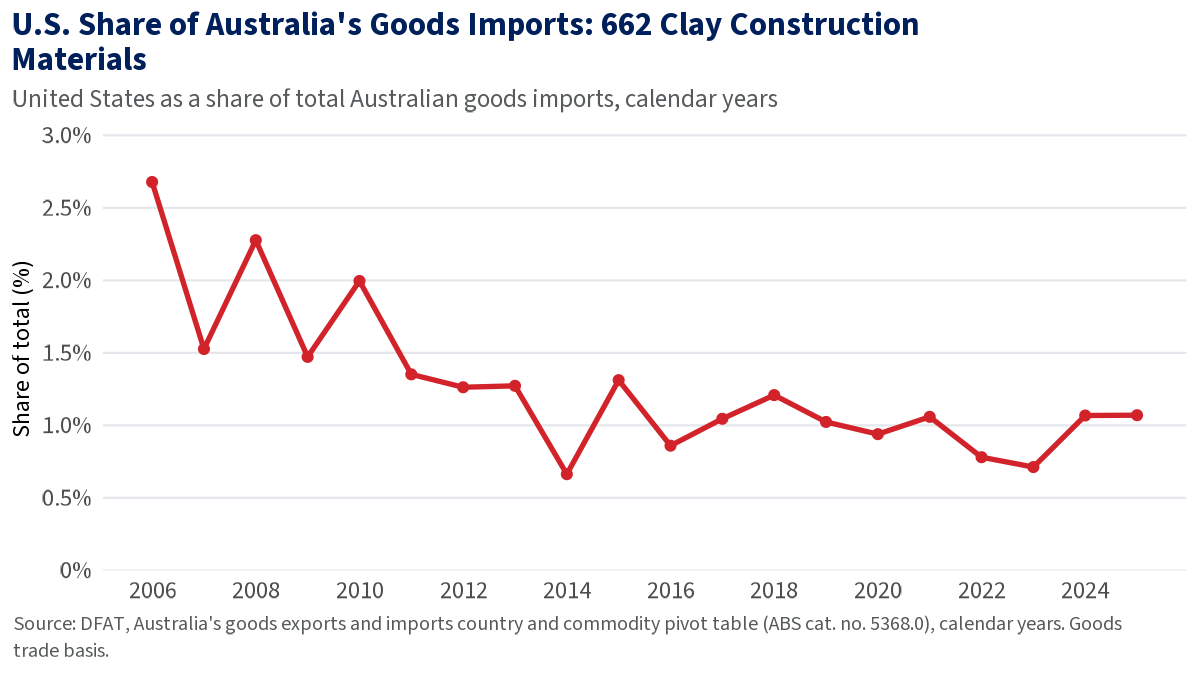 U.S. Share of Australia's Goods Imports: 662 Clay Construction
Materials
United States as a share of total Australian goods imports, calendar years
Share of total (%)
3.0%
2.5%
2.0%
1.5%
1.0%
0.5%
0%
2006 2008 2010 2012 2014 2016 2018 2020 2022 2024
Source: DFAT, Australia's goods exports and imports country and commodity pivot table (ABS cat. no. 5368.0), calendar years. Goods
trade basis.